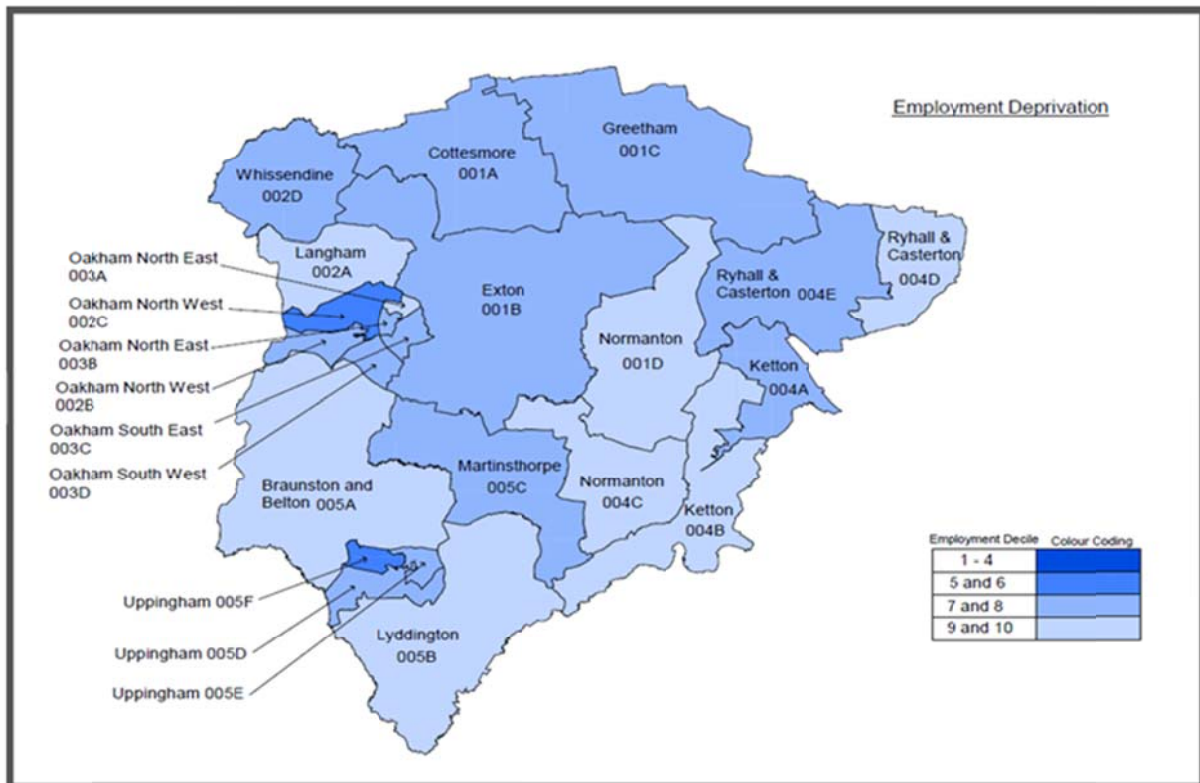 Employment Deprivation
Greetham
001C
Cottesmore
001A
Whissendine
002D
Ryhall &
Casterton
004D
Langham
002A
Oakham North East
003A
Ryhall &
Casterton 004E
Exton
001B
Oakham North West
002C
Normanton
001D
Oakham North East
003B
Ketton
004A
Oakham North West
002B
Oakham South East
003C
Oakham South West
003D
Martinsthorpe
005C
Braunston and
Belton 005A
Normanton
004C
Ketton
004B
Employment Decile Colour Coding
1 - 4
5 and 6
7 and 8
9 and 10
Uppingham 005F
Lyddington
005B
Uppingham 005D
Uppingham 005E